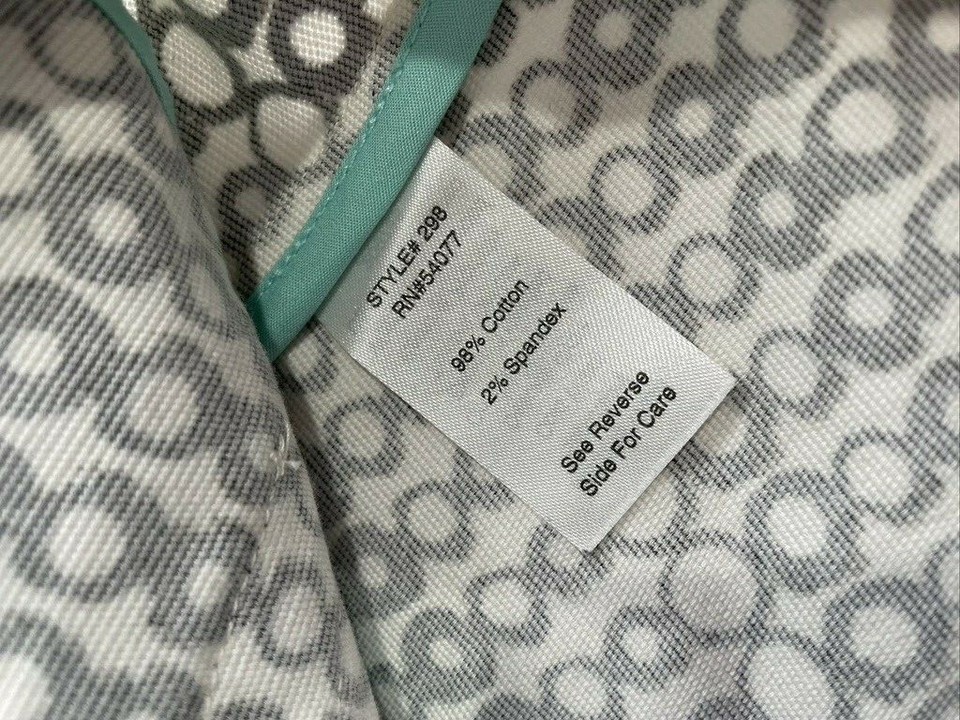 STYLE# 298
RN#54077
98% Cotton
2% Spandex
See Reverse
Side For Care